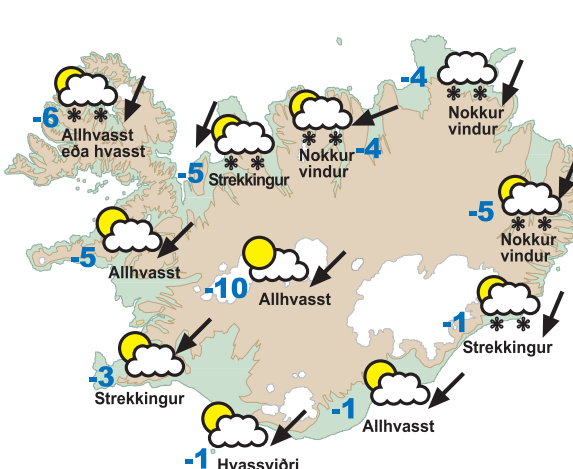 -4
Nokkur
vindur
-6
Allhvasst
eða hvasst
-4
Nokkur
vindur
-5
Strekkingur
-5
Nokkur
vindur
-5
Allhvasst
-10
Allhvasst
-1
Strekkingur
-3
Strekkingur
-1
Allhvasst
-1
Hvassviðri